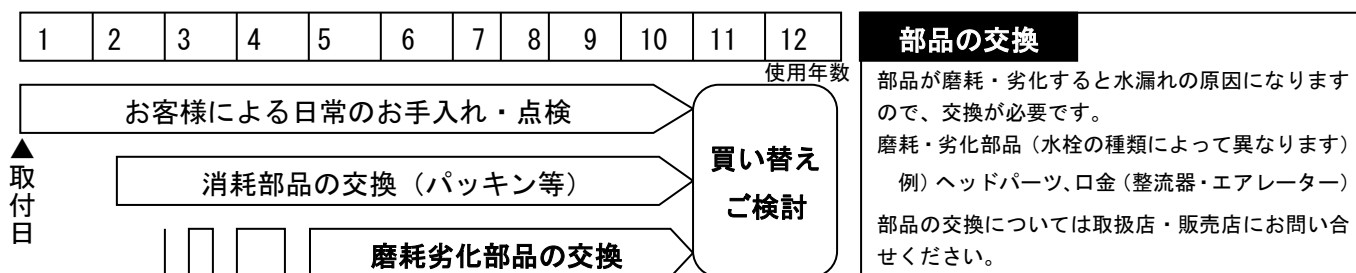 1 2 3 4 5 6 7 8 9 10 11 12
使用年数
お客様による日常のお手入れ・点検
▲
取付日
消耗部品の交換（パッキン等）
磨耗劣化部品の交換
買い替え
ご検討
部品の交換
部品が磨耗・劣化すると水漏れの原因になります
ので、交換が必要です。
磨耗・劣化部品（水栓の種類によって異なります）
例）ヘッドパーツ、口金（整流器・エアレーター）
部品の交換については取扱店・販売店にお問い合
せください。